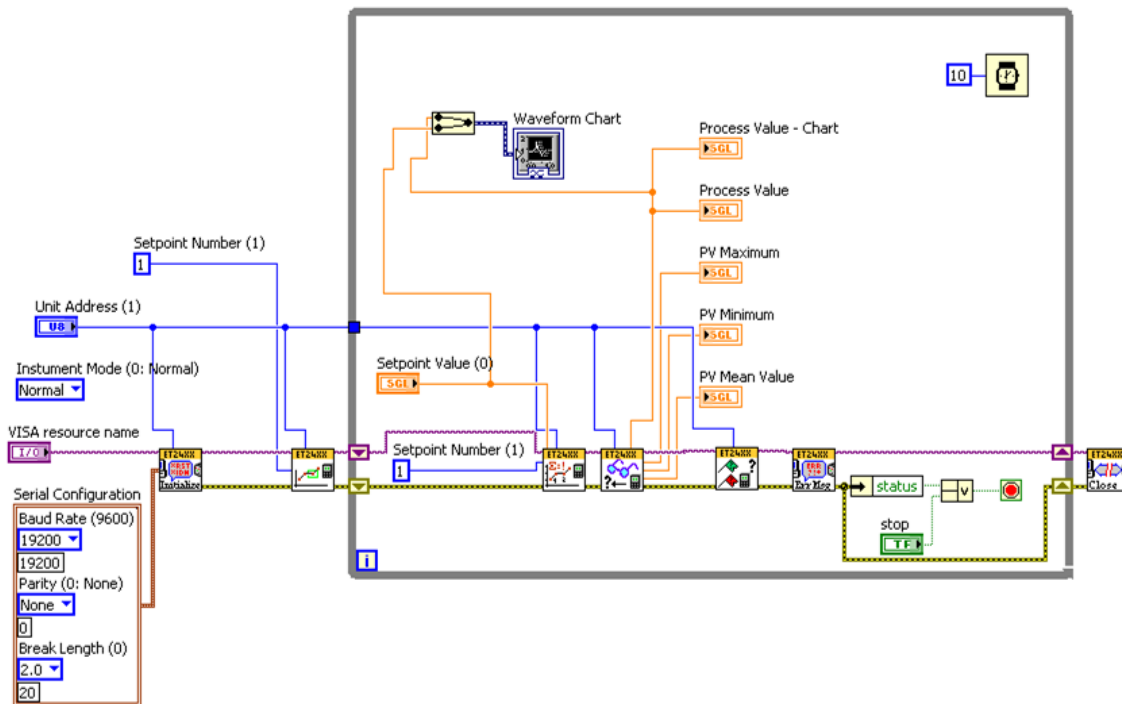 10
Waveform Chart
Process Value - Chart
SGL
Process Value
SGL
PV Maximum
SGL
PV Minimum
SGL
PV Mean Value
SGL
Setpoint Number (1)
1
Unit Address (1)
U8
Instument Mode (0: Normal)
Normal
Setpoint Value (0)
SGL
VISA resource name
I/O
Setpoint Number (1)
1
ET24XX
Initialize
ET24XX
ET24XX
ET24XX
ET24XX
ET24XX
Err Msg
ET24XX
Close
status
stop
TF
Serial Configuration
Baud Rate (9600)
19200
19200
Parity (0: None)
None
0
Break Length (0)
2.0
20
i